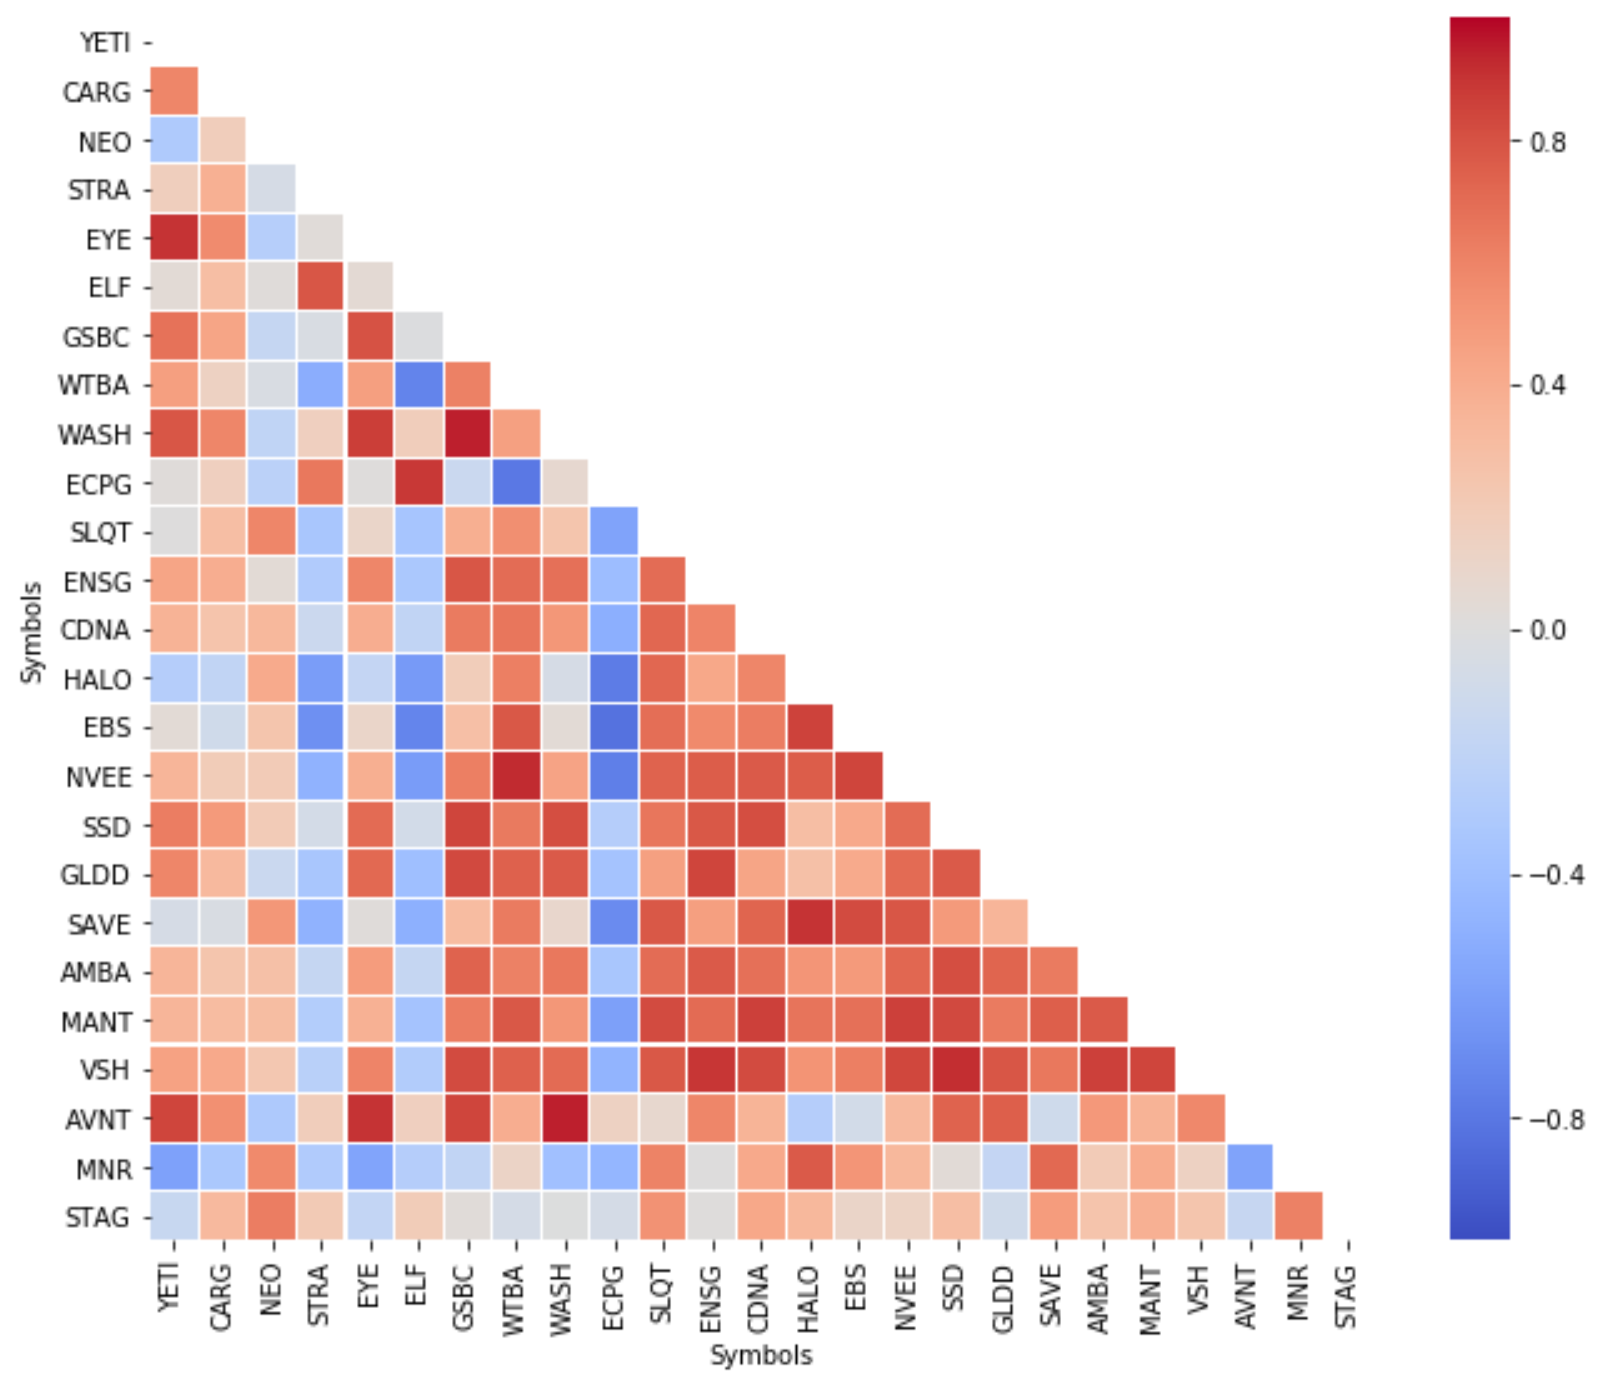 YETI
CARG
NEO
STRA
EYE
ELF
GSBC
WTBA
WASH
ECPG
SLQT
ENSG
CDNA
HALO
EBS
NVEE
SSD
GLDD
SAVE
AMBA
MANT
VSH
AVNT
MNR
STAG
Symbols
YETI CARG NEO STRA EYE ELF GSBC WTBA WASH ECPG SLQT ENSG CDNA HALO EBS NVEE SSD GLDD SAVE AMBA MANT VSH AVNT MNR STAG
Symbols
0.8
0.4
0.0
−0.4
−0.8